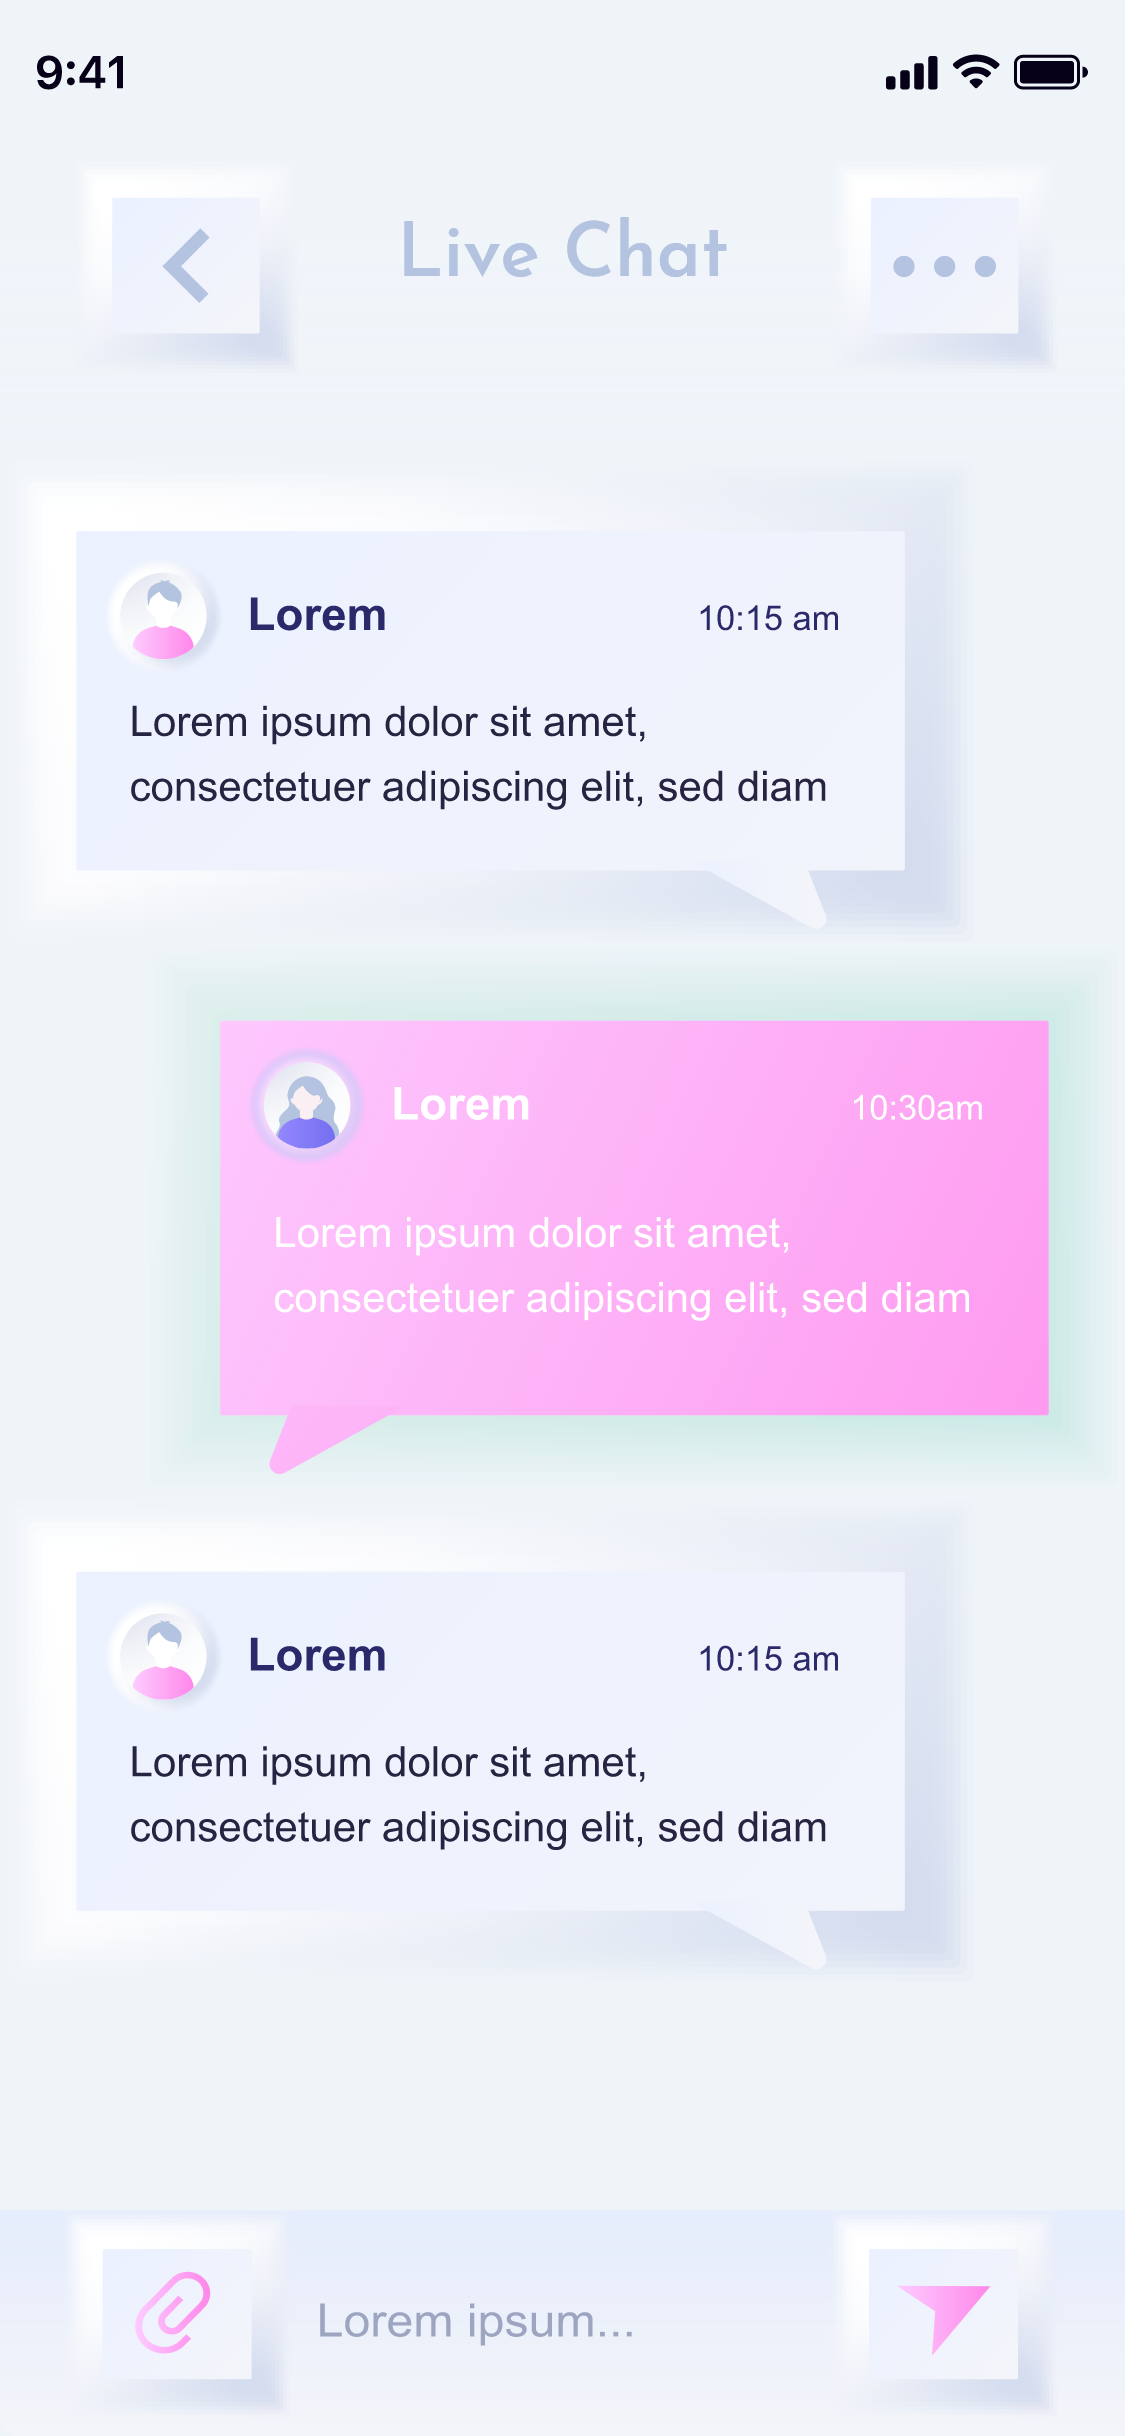 9:41
Live Chat
Lorem 10:15 am
Lorem ipsum dolor sit amet,
consectetuer adipiscing elit, sed diam
Lorem 10:30am
Lorem ipsum dolor sit amet,
consectetuer adipiscing elit, sed diam
Lorem 10:15 am
Lorem ipsum dolor sit amet,
consectetuer adipiscing elit, sed diam
Lorem ipsum...